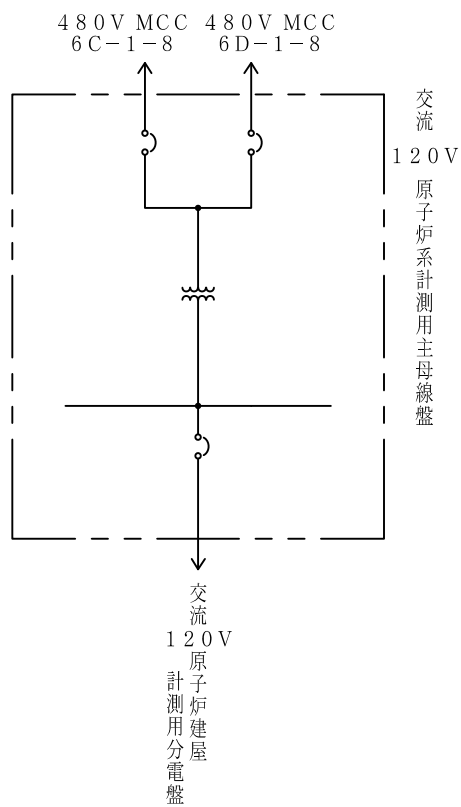 480V MCC
6C-1-8
480V MCC
6D-1-8
交流
120V
原子炉系計測用主母線盤
交流
120V
原子炉建屋
計測用分電盤